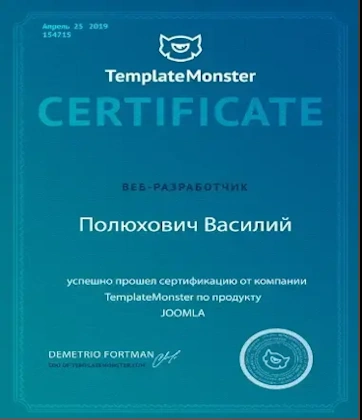 Апрель 25 2019
154715
TemplateMonster
CERTIFICATE
ВЕБ-РАЗРАБОТЧИК
Полюхович Василий
успешно прошел сертификацию от компании
TemplateMonster по продукту
JOOMLA
DEMETRIO FORTMAN